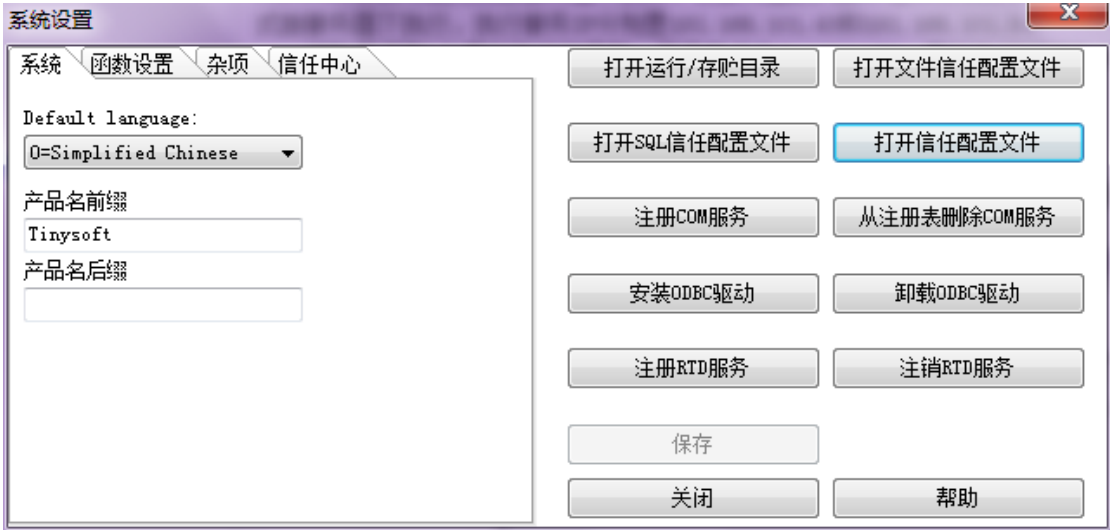 系统设置
系统 函数设置 杂项 信任中心
Default language:
0=Simplified Chinese
产品名前缀
Tinysoft
产品名后缀
打开运行/存贮目录 打开文件信任配置文件
打开SQL信任配置文件 打开信任配置文件
注册COM服务 从注册表删除COM服务
安装ODBC驱动 卸载ODBC驱动
注册RTD服务 注销RTD服务
保存
关闭 帮助